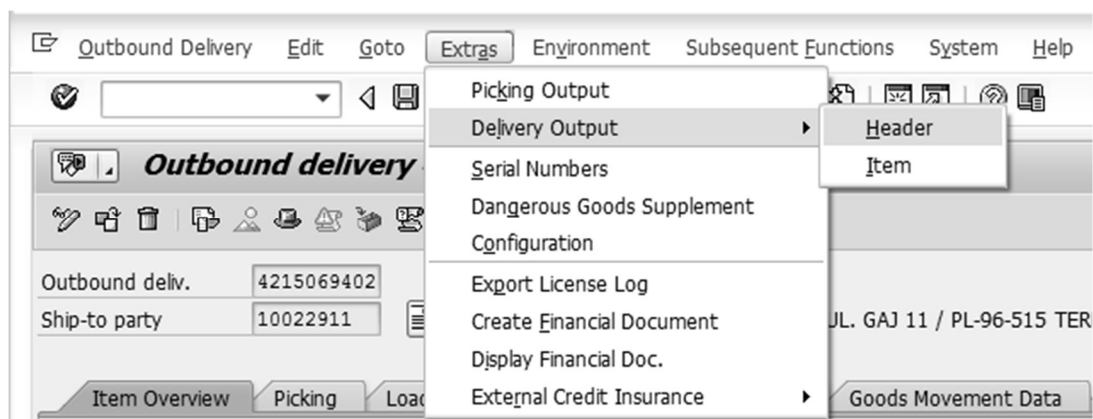 Outbound Delivery Edit Goto Extras Environment Subsequent Functions System Help
Picking Output
Delivery Output Header
Outbound delivery Serial Numbers Item
Dangerous Goods Supplement
Configuration
Outbound deliv. 4215069402 Export License Log
Ship-to party 10022911 Create Financial Document UL. GAJ 11 / PL-96-515 TER
Display Financial Doc.
Item Overview Picking External Credit Insurance Goods Movement Data